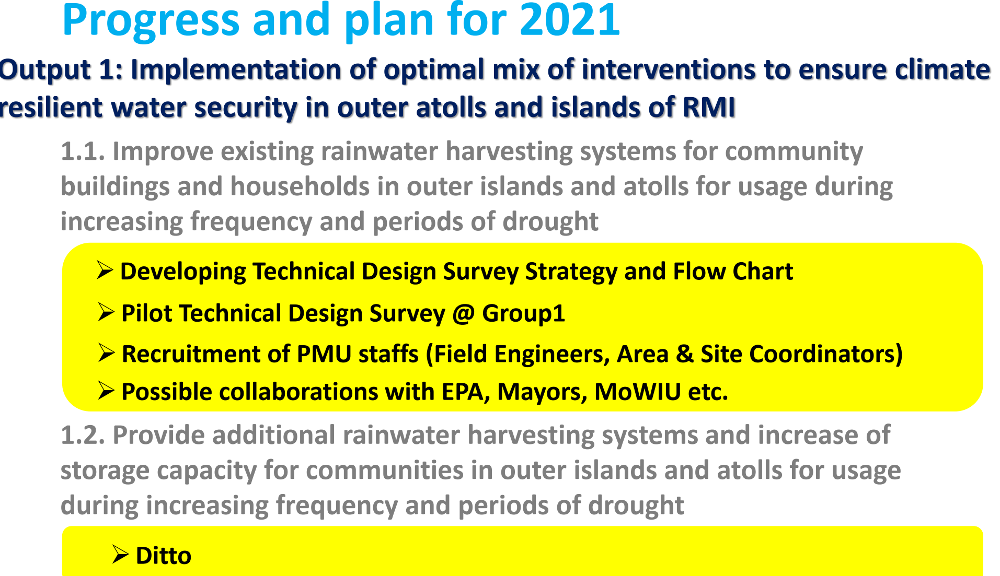 Progress and plan for 2021
Output 1: Implementation of optimal mix of interventions to ensure climate
resilient water security in outer atolls and islands of RMI
1.1. Improve existing rainwater harvesting systems for community
buildings and households in outer islands and atolls for usage during
increasing frequency and periods of drought
➢ Developing Technical Design Survey Strategy and Flow Chart
➢ Pilot Technical Design Survey @ Group1
➢ Recruitment of PMU staffs (Field Engineers, Area & Site Coordinators)
➢ Possible collaborations with EPA, Mayors, MoWIU etc.
1.2. Provide additional rainwater harvesting systems and increase of
storage capacity for communities in outer islands and atolls for usage
during increasing frequency and periods of drought
➢ Ditto